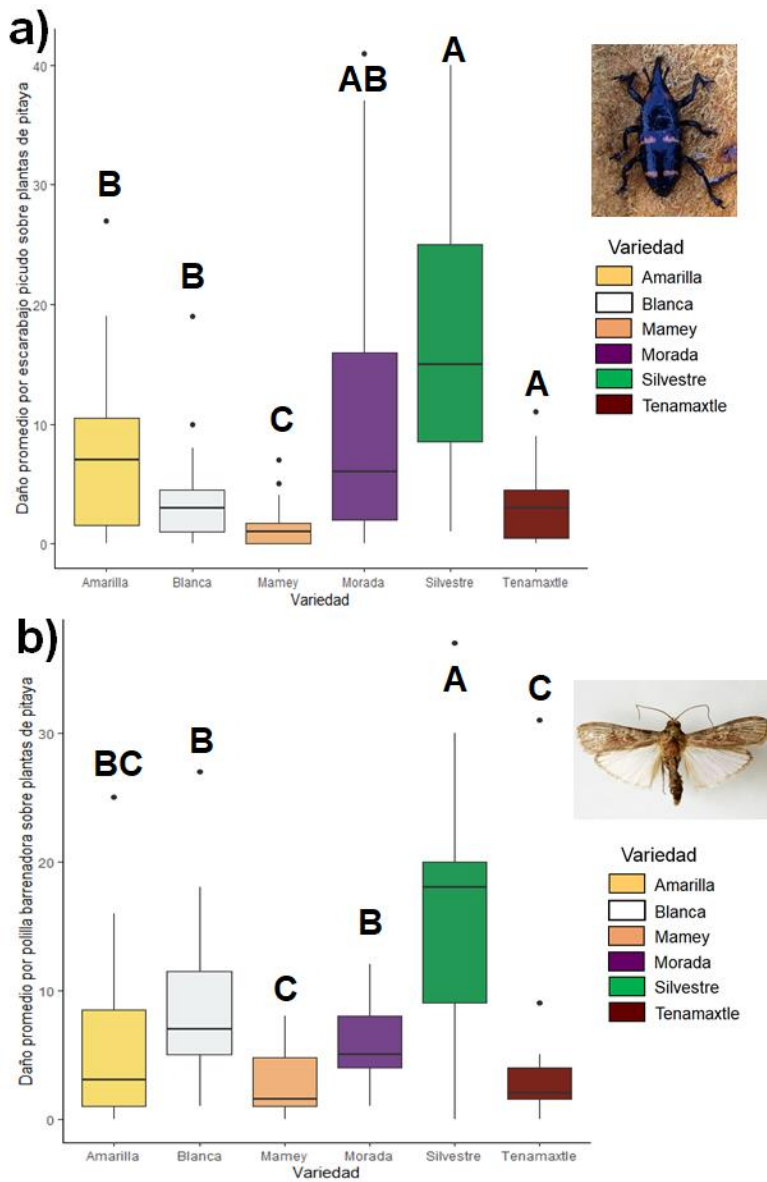 a)
Daño promedio por escarabajo picudo sobre plantas de pitaya
40
30
20
10
0
B
B
C
AB
A
A
Amarilla
Blanca
Mamey
Morada
Silvestre
Tenamaxtle
Variedad
Variedad
Amarilla
Blanca
Mamey
Morada
Silvestre
Tenamaxtle
b)
Daño promedio por polilla barrenadora sobre plantas de pitaya
30
20
10
0
BC
B
C
B
A
C
Amarilla
Blanca
Mamey
Morada
Silvestre
Tenamaxtle
Variedad
Variedad
Amarilla
Blanca
Mamey
Morada
Silvestre
Tenamaxtle